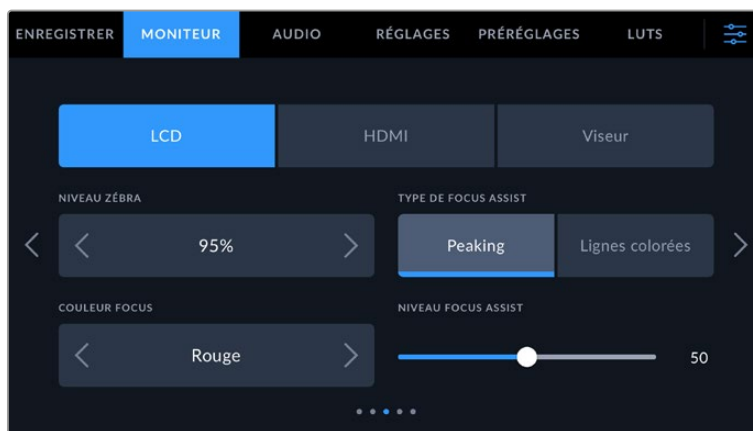 ENREGISTRER MONITEUR AUDIO RÉGLAGES PRÉRÉGLAGES LUTS
LCD HDMI Viseur
NIVEAU ZÉBRA TYPE DE FOCUS ASSIST
95% Peaking Lignes colorées
COULEUR FOCUS NIVEAU FOCUS ASSIST
Rouge 50